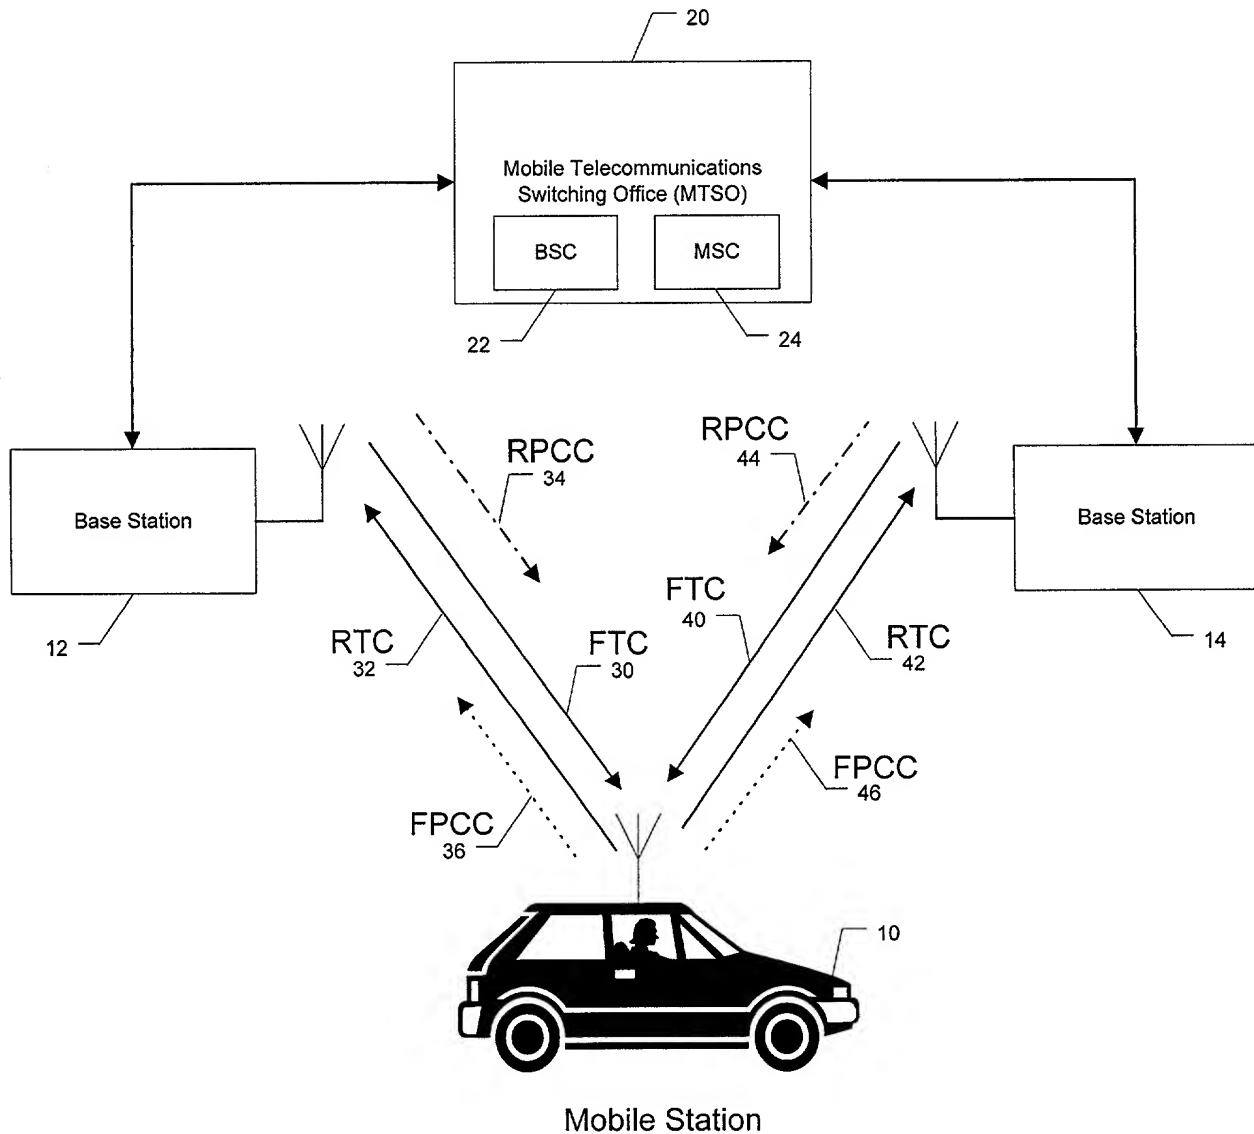 20
Mobile Telecommunications
Switching Office (MTSO)
BSC
MSC
22
24
RPCC
34
RPCC
44
Base Station
Base Station
12
14
RTC
32
FTC
30
FTC
40
RTC
42
FPCC
36
FPCC
46
10
Mobile Station